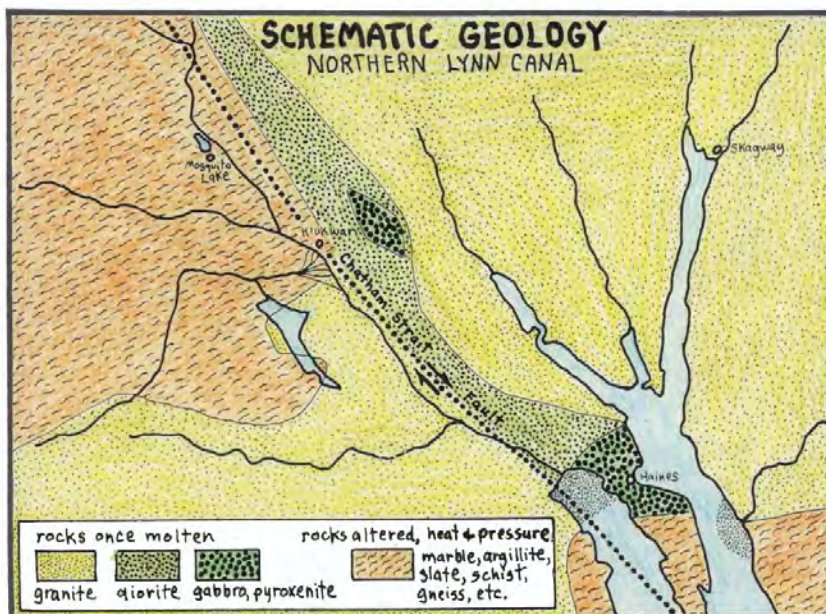 SCHEMATIC GEOLOGY
NORTHERN LYNN CANAL
Skagway
Mosquito
Lake
Klukwan
Chatham Strait Fault
Haines
rocks once molten
granite
diorite
gabbro, pyroxenite
rocks altered, heat & pressure
marble, argillite,
slate, schist,
gneiss, etc.